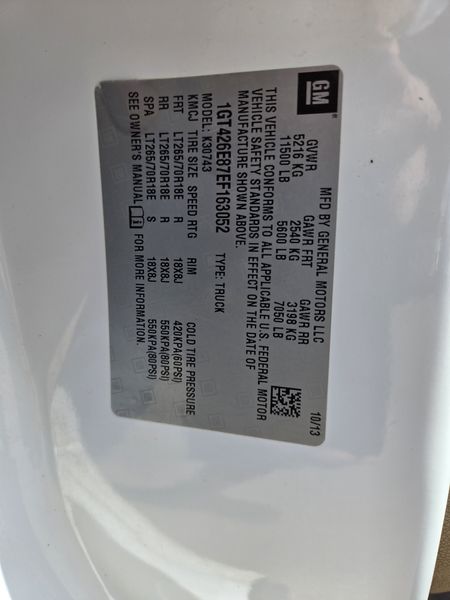 GM ®
MFD BY GENERAL MOTORS LLC 10/13
GVWR GAWR FRT GAWR RR
5216 KG 2540 KG 3198 KG
11500 LB 5600 LB 7050 LB
THIS VEHICLE CONFORMS TO ALL APPLICABLE U.S. FEDERAL MOTOR
VEHICLE SAFETY STANDARDS IN EFFECT ON THE DATE OF
MANUFACTURE SHOWN ABOVE.
1GT426E87EF163052 TYPE: TRUCK
MODEL: K30743
KMCJ TIRE SIZE SPEED RTG RIM COLD TIRE PRESSURE
FRT LT265/70R18E R 18X8J 420KPA(60PSI)
RR LT265/70R18E R 18X8J 550KPA(80PSI)
SPA LT265/70R18E S 18X8J 550KPA(80PSI)
SEE OWNER'S MANUAL FOR MORE INFORMATION.